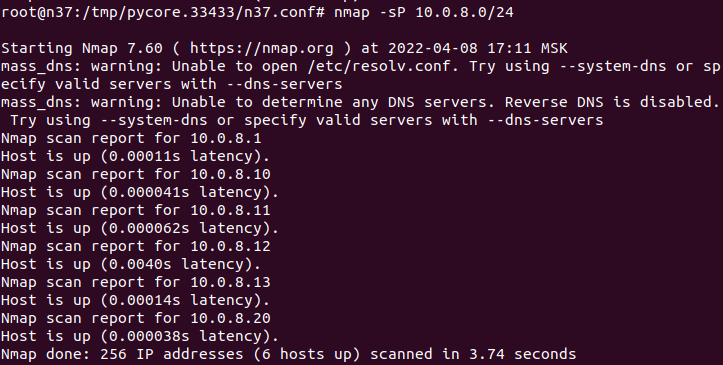 root@n37:/tmp/pycore.33433/n37.conf# nmap -sP 10.0.8.0/24
Starting Nmap 7.60 ( https://nmap.org ) at 2022-04-08 17:11 MSK
mass_dns: warning: Unable to open /etc/resolv.conf. Try using --system-dns or sp
ecify valid servers with --dns-servers
mass_dns: warning: Unable to determine any DNS servers. Reverse DNS is disabled.
 Try using --system-dns or specify valid servers with --dns-servers
Nmap scan report for 10.0.8.1
Host is up (0.00011s latency).
Nmap scan report for 10.0.8.10
Host is up (0.000041s latency).
Nmap scan report for 10.0.8.11
Host is up (0.000062s latency).
Nmap scan report for 10.0.8.12
Host is up (0.0040s latency).
Nmap scan report for 10.0.8.13
Host is up (0.00014s latency).
Nmap scan report for 10.0.8.20
Host is up (0.000038s latency).
Nmap done: 256 IP addresses (6 hosts up) scanned in 3.74 seconds